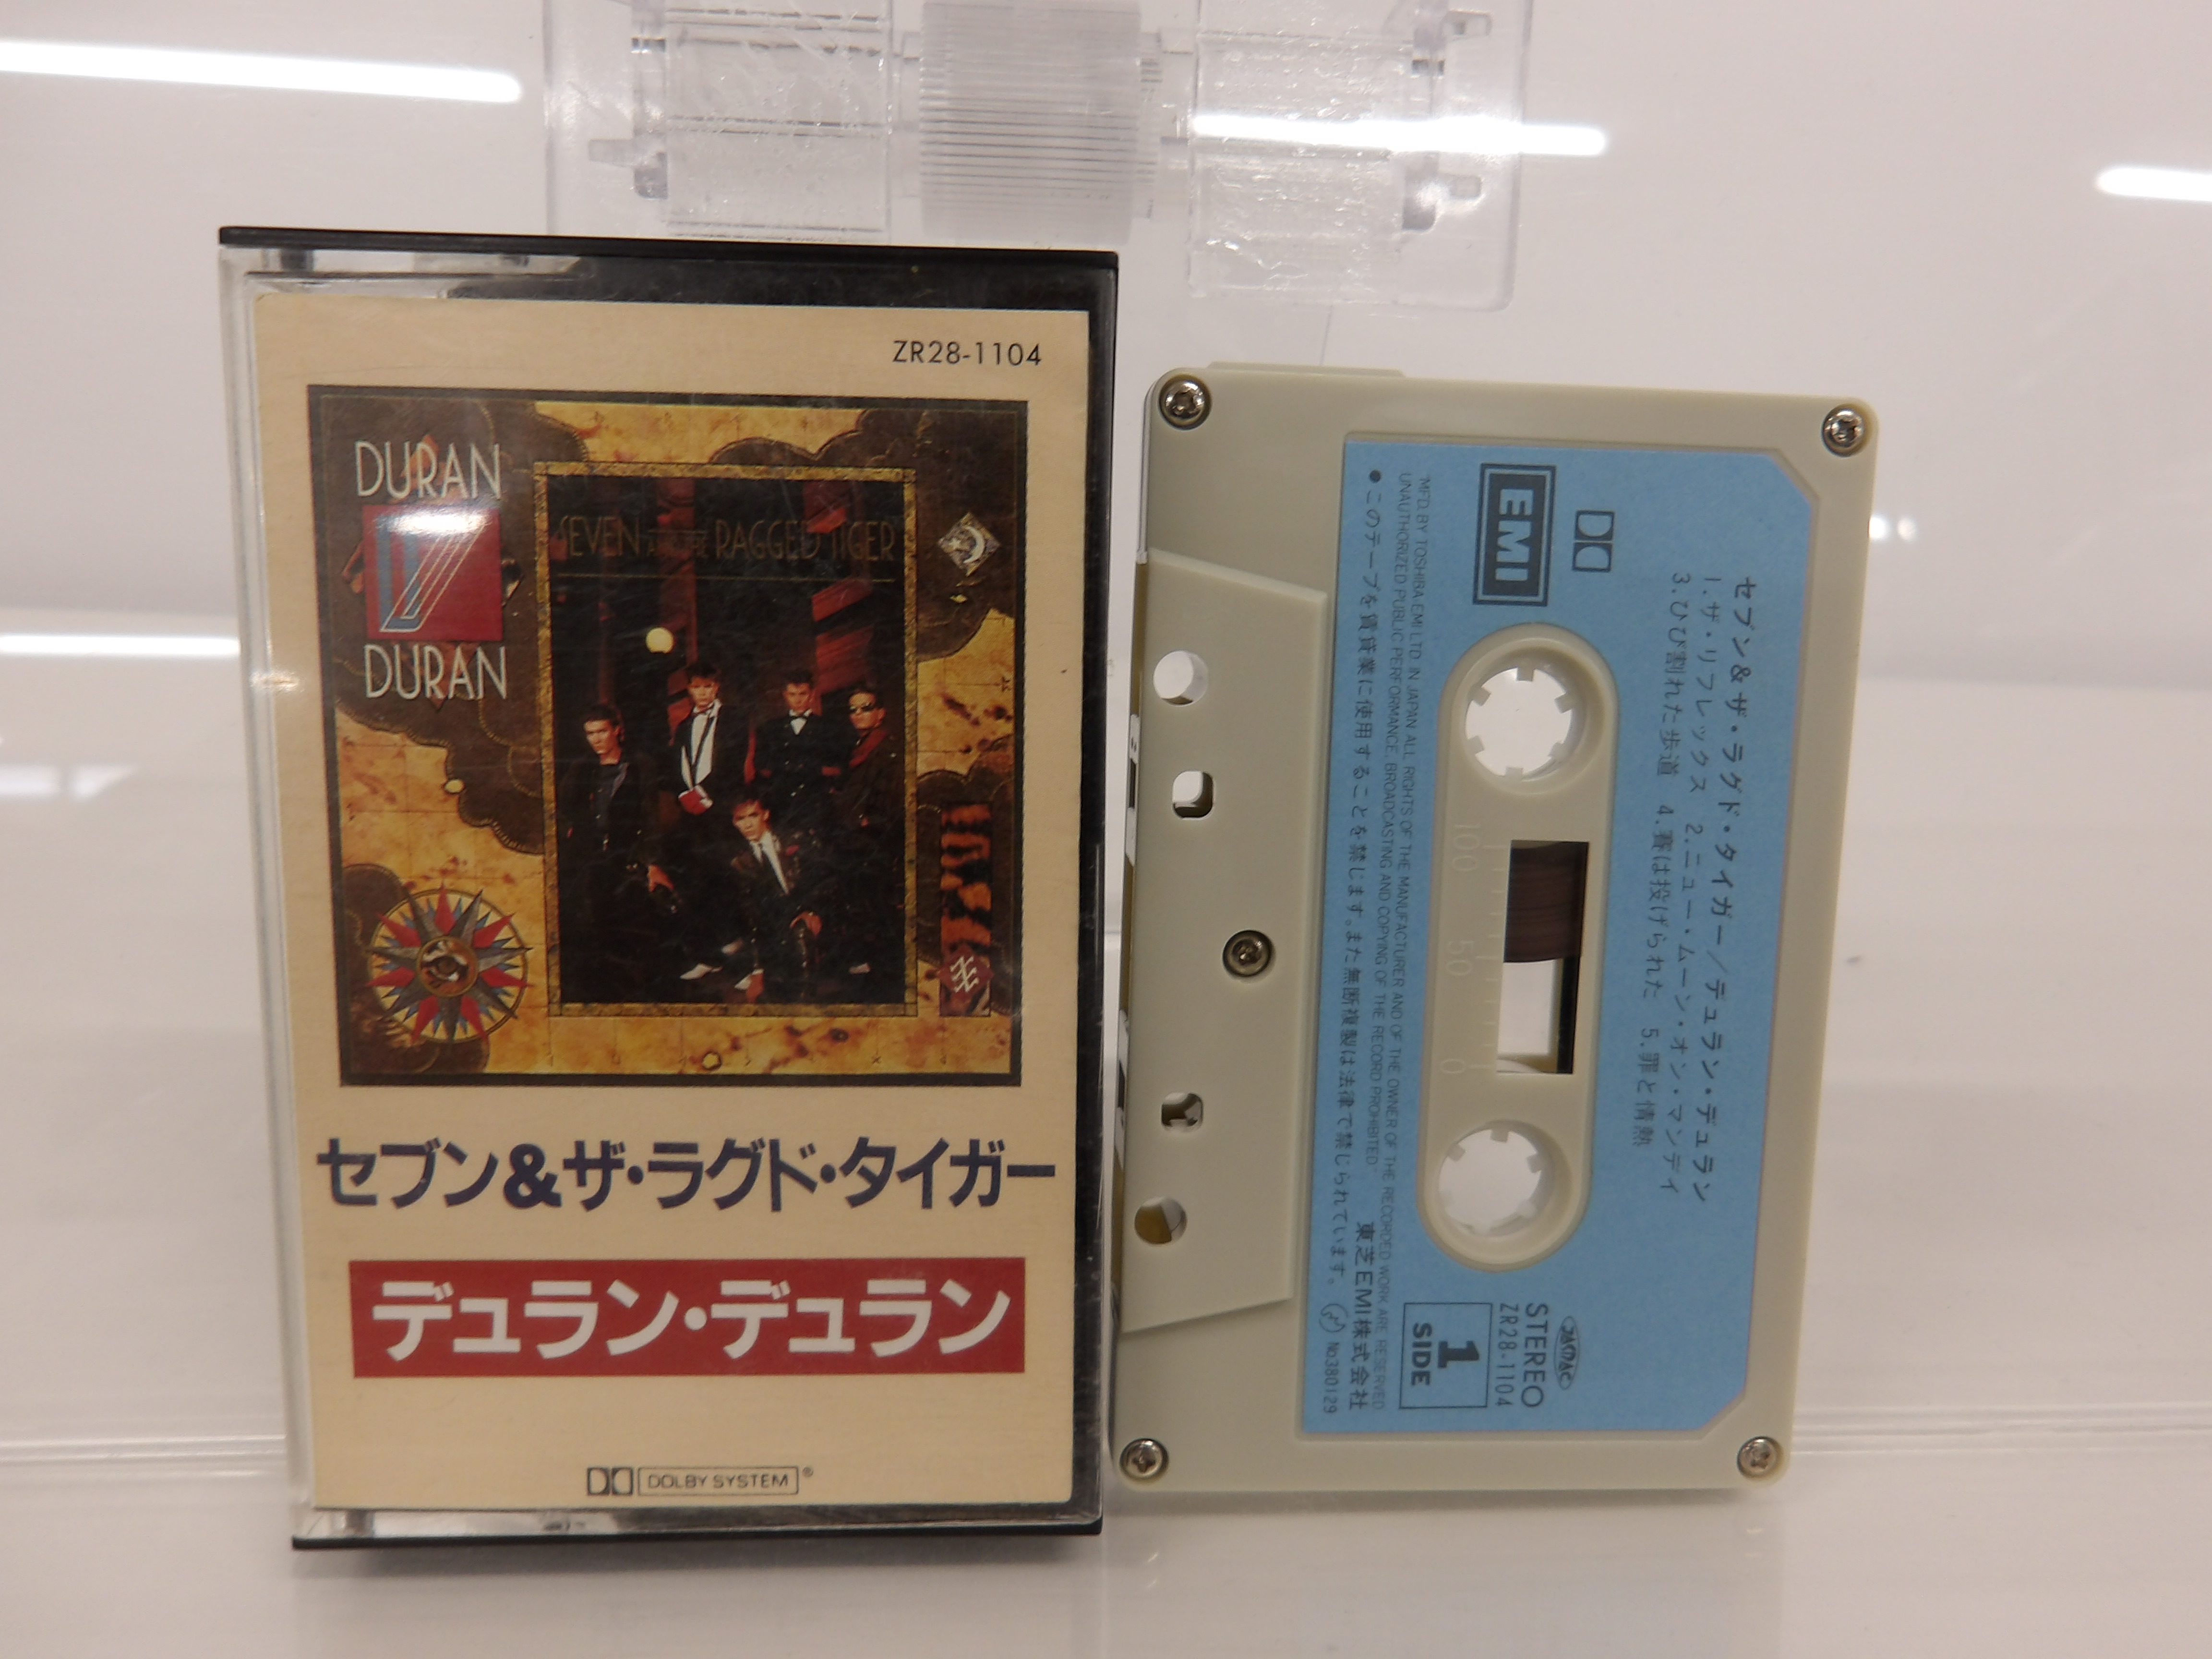 ZR28-1104
DURAN
DURAN
SEVEN AND THE RAGGED TIGER
セブン&ザ・ラグド・タイガー
デュラン・デュラン
DOLBY SYSTEM®
セブン&ザ・ラグド・タイガー/デュラン・デュラン
1.ザ・リフレックス 2.ニュー・ムーン・オン・マンデイ
3.ひび割れた歩道 4.賽は投げられた 5.罪と情熱
EMI
JASRAC
STEREO
ZR28-1104
1
SIDE
"MFD. BY TOSHIBA EMI LTD. IN JAPAN. ALL RIGHTS OF THE MANUFACTURER AND OF THE OWNER OF THE RECORDED WORK ARE RESERVED
UNAUTHORIZED PUBLIC PERFORMANCE, BROADCASTING AND COPYING OF THE RECORD PROHIBITED"
東芝EMI株式会社
●このテープを賃貸業に使用することを禁じます。また無断複製は法律で禁じられています。 No.380129
100 50 0